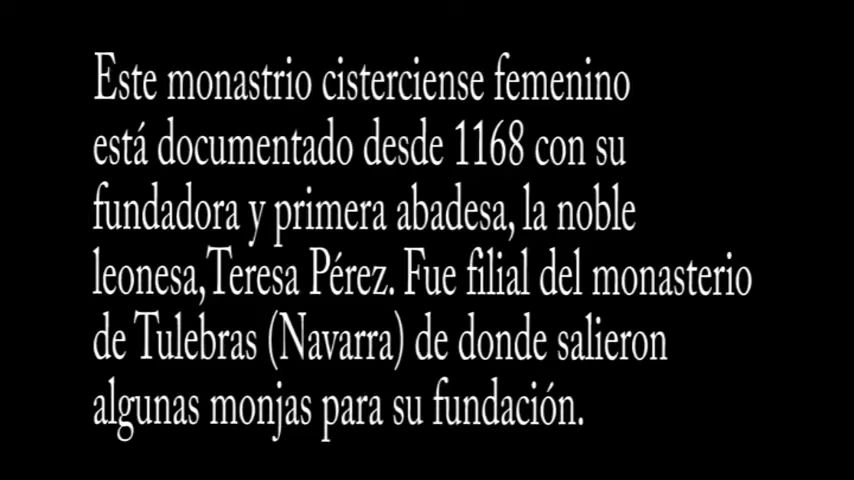 Este monastrio cisterciense femenino
está documentado desde 1168 con su
fundadora y primera abadesa, la noble
leonesa,Teresa Pérez. Fue filial del monasterio
de Tulebras (Navarra) de donde salieron
algunas monjas para su fundación.